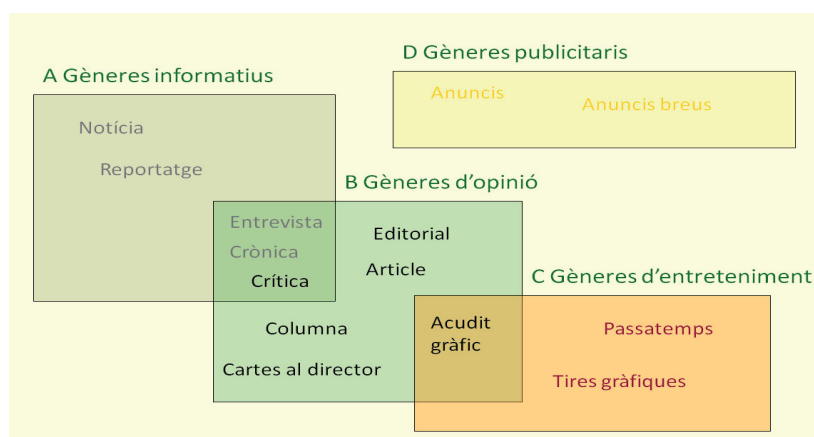 D Gèneres publicitaris
A Gèneres informatius
Anuncis
Anuncis breus
Notícia
Reportatge
B Gèneres d’opinió
Entrevista
Editorial
Crònica
Article
Crítica
C Gèneres d’entreteniment
Columna
Acudit
gràfic
Passatemps
Cartes al director
Tires gràfiques